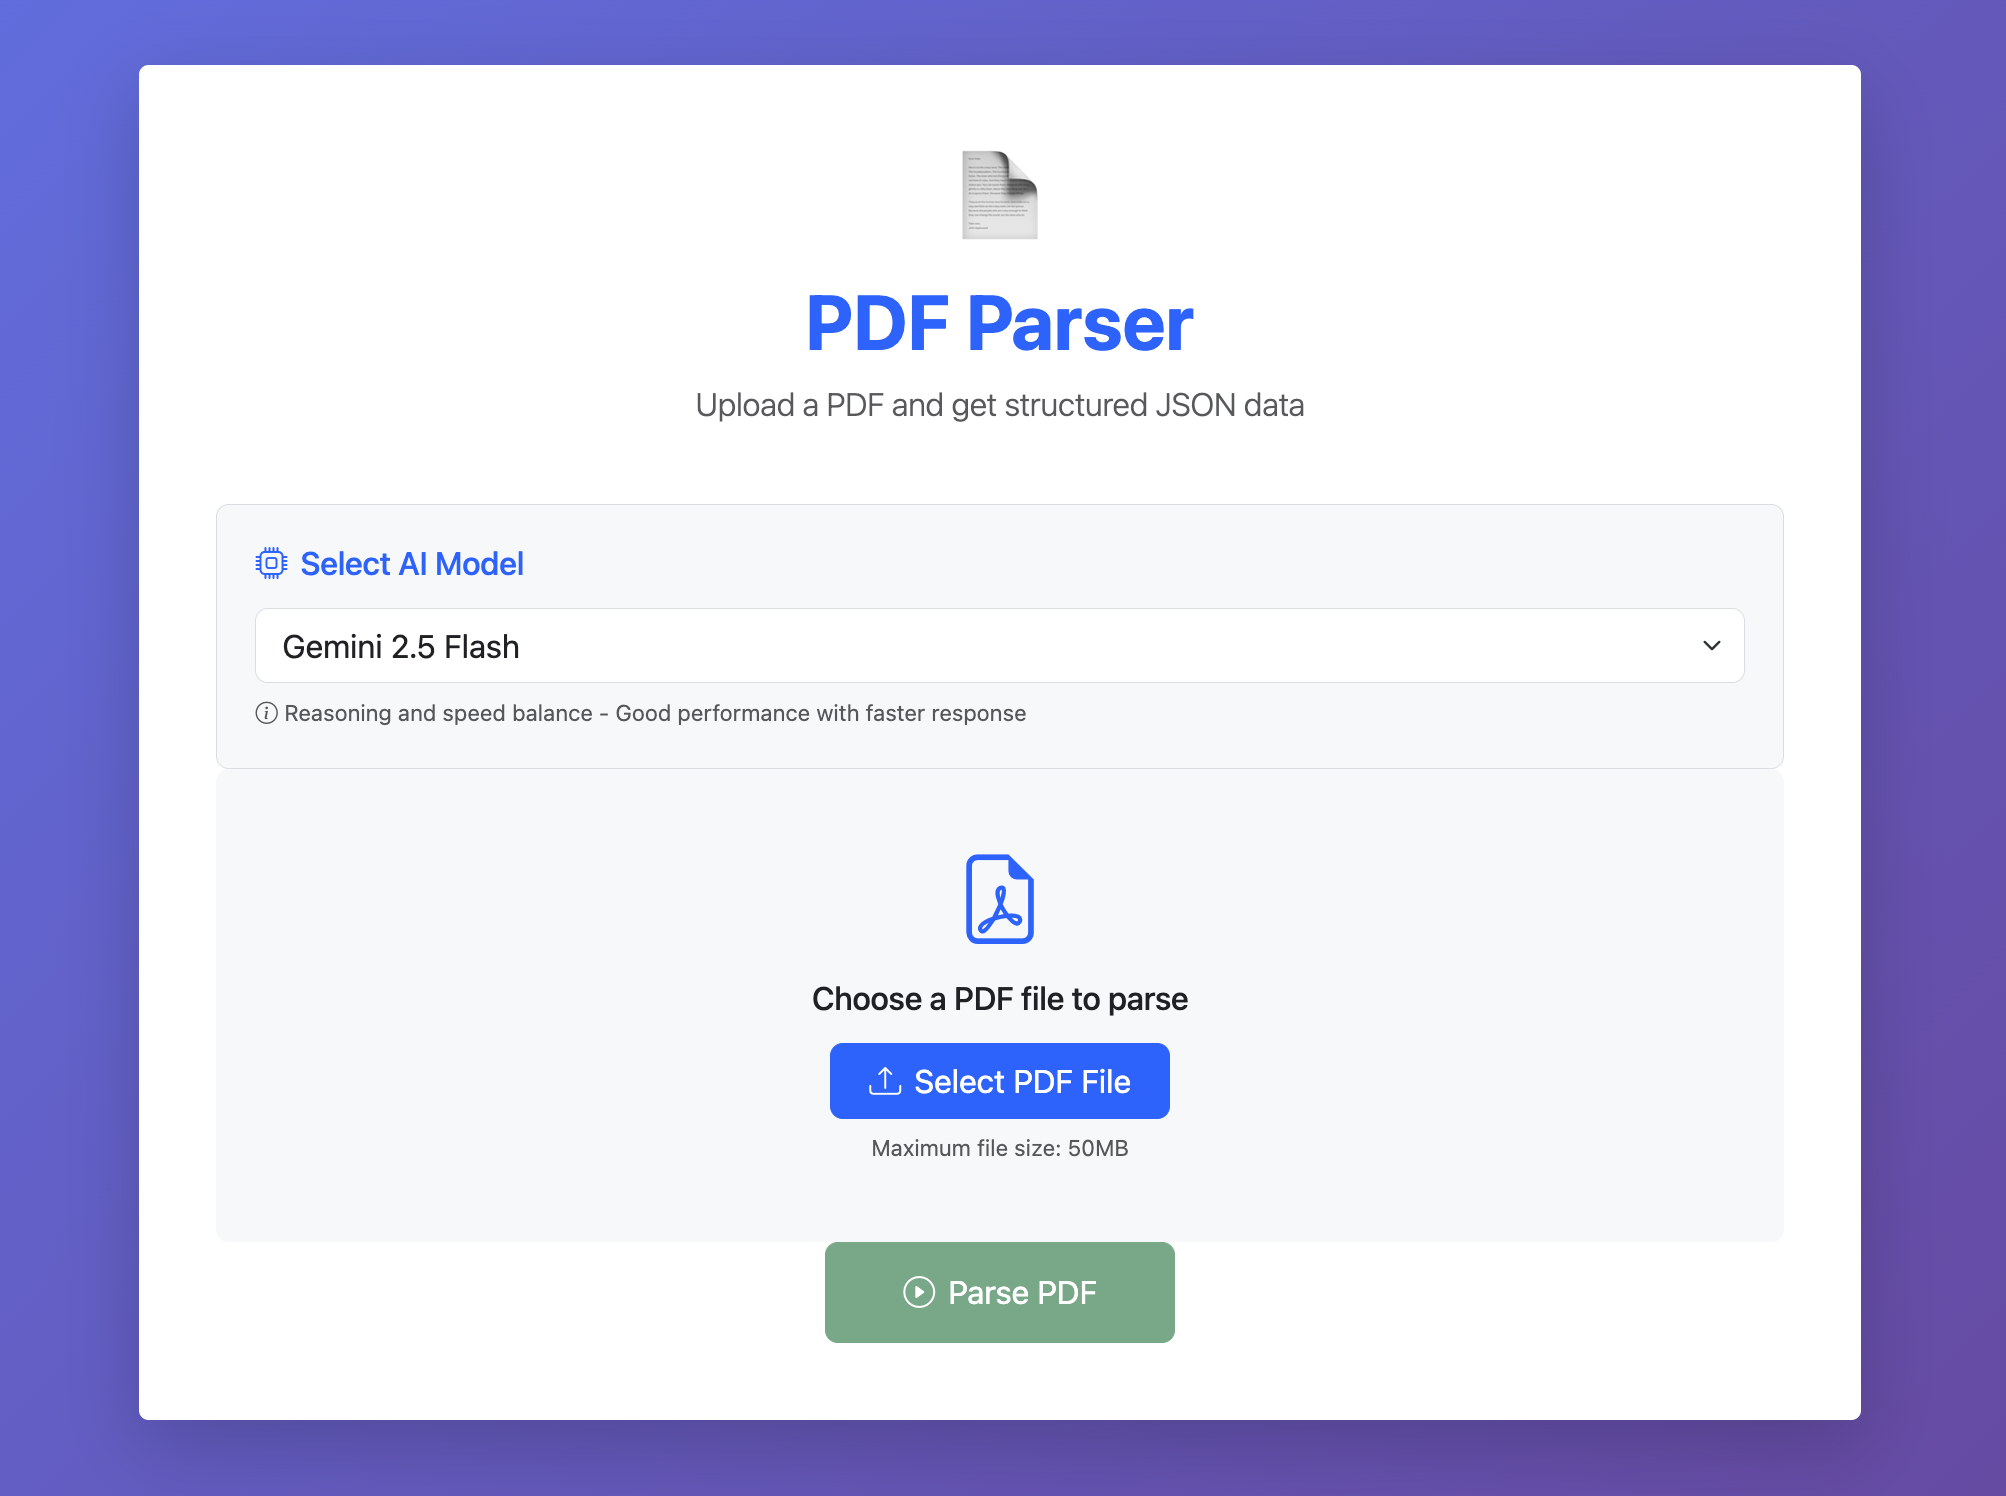 PDF Parser
Upload a PDF and get structured JSON data
Select AI Model
Gemini 2.5 Flash
Reasoning and speed balance - Good performance with faster response
Choose a PDF file to parse
Select PDF File
Maximum file size: 50MB
Parse PDF